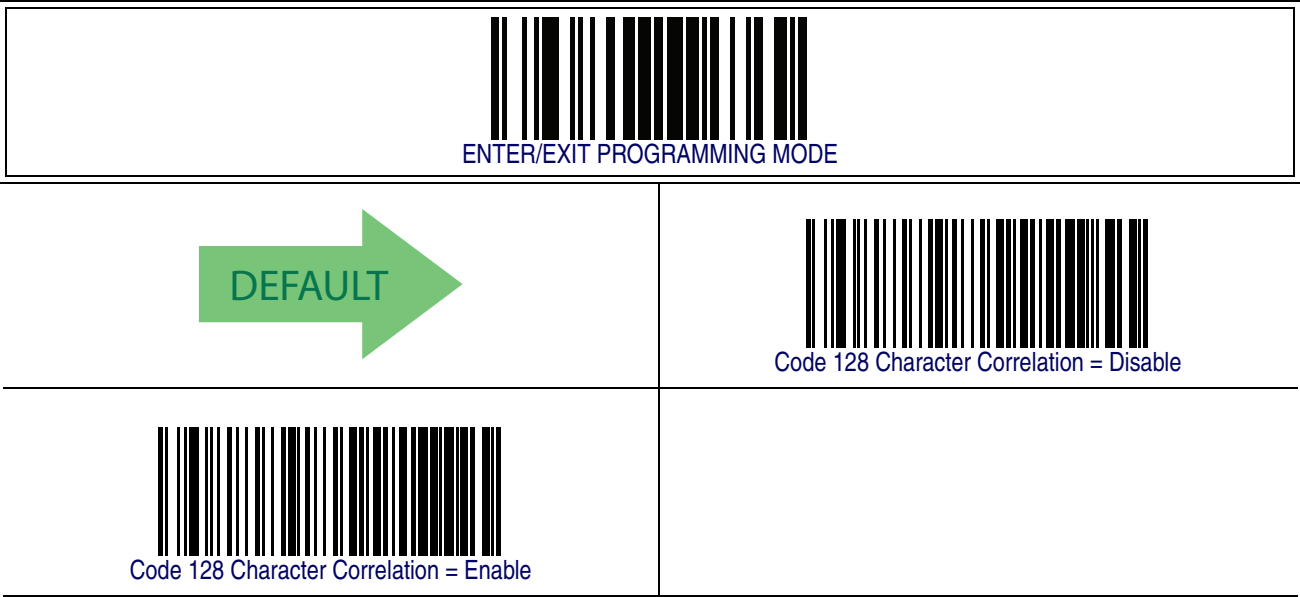 ENTER/EXIT PROGRAMMING MODE
DEFAULT
Code 128 Character Correlation = Disable
Code 128 Character Correlation = Enable